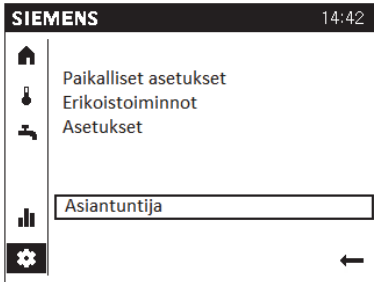 SIEMENS 14:42
Paikalliset asetukset
Erikoistoiminnot
Asetukset
Asiantuntija